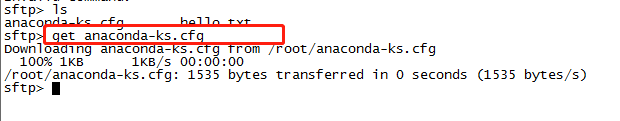 sftp> ls
anaconda-ks.cfg        hello.txt
sftp> get anaconda-ks.cfg
Downloading anaconda-ks.cfg from /root/anaconda-ks.cfg
  100% 1KB      1KB/s 00:00:00
/root/anaconda-ks.cfg: 1535 bytes transferred in 0 seconds (1535 bytes/s)
sftp>